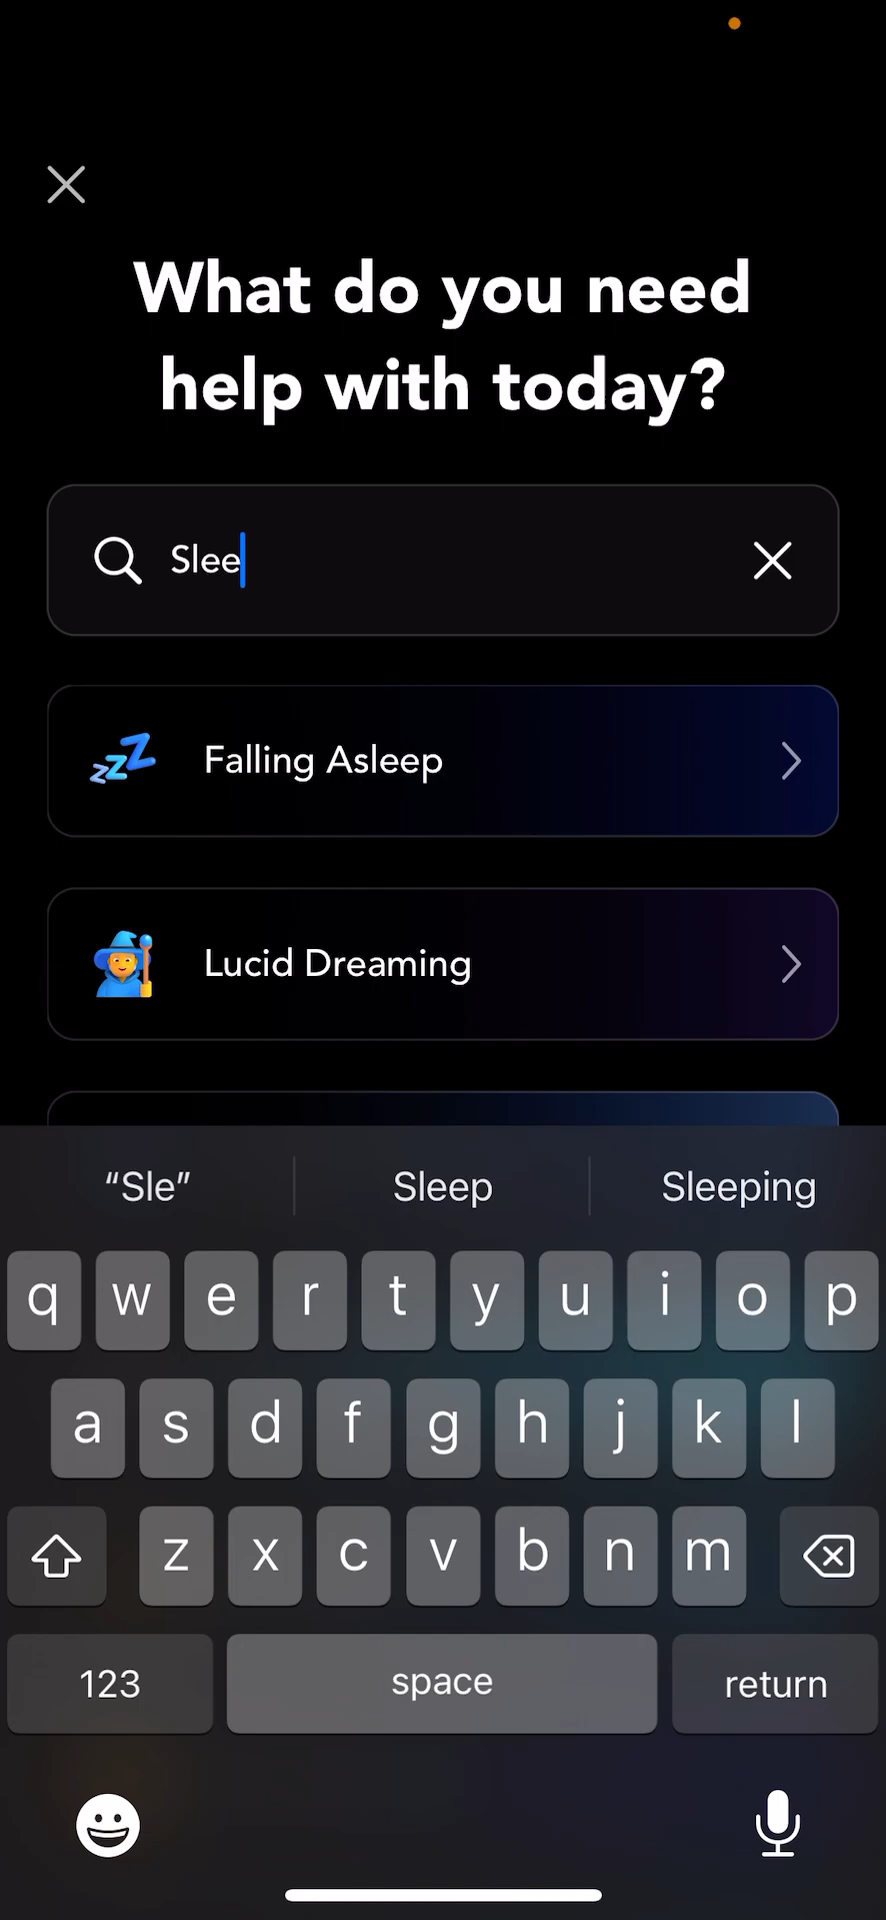 What do you need
help with today?
Slee
Falling Asleep
Lucid Dreaming
“Sle” Sleep Sleeping
q w e r t y u i o p
a s d f g h j k l
z x c v b n m
123 space return